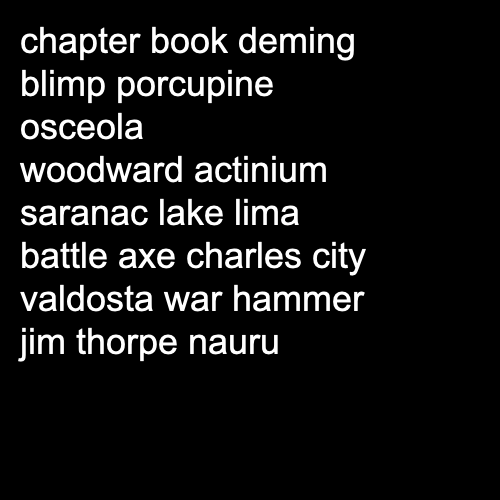 chapter book deming
blimp porcupine
osceola
woodward actinium
saranac lake lima
battle axe charles city
valdosta war hammer
jim thorpe nauru